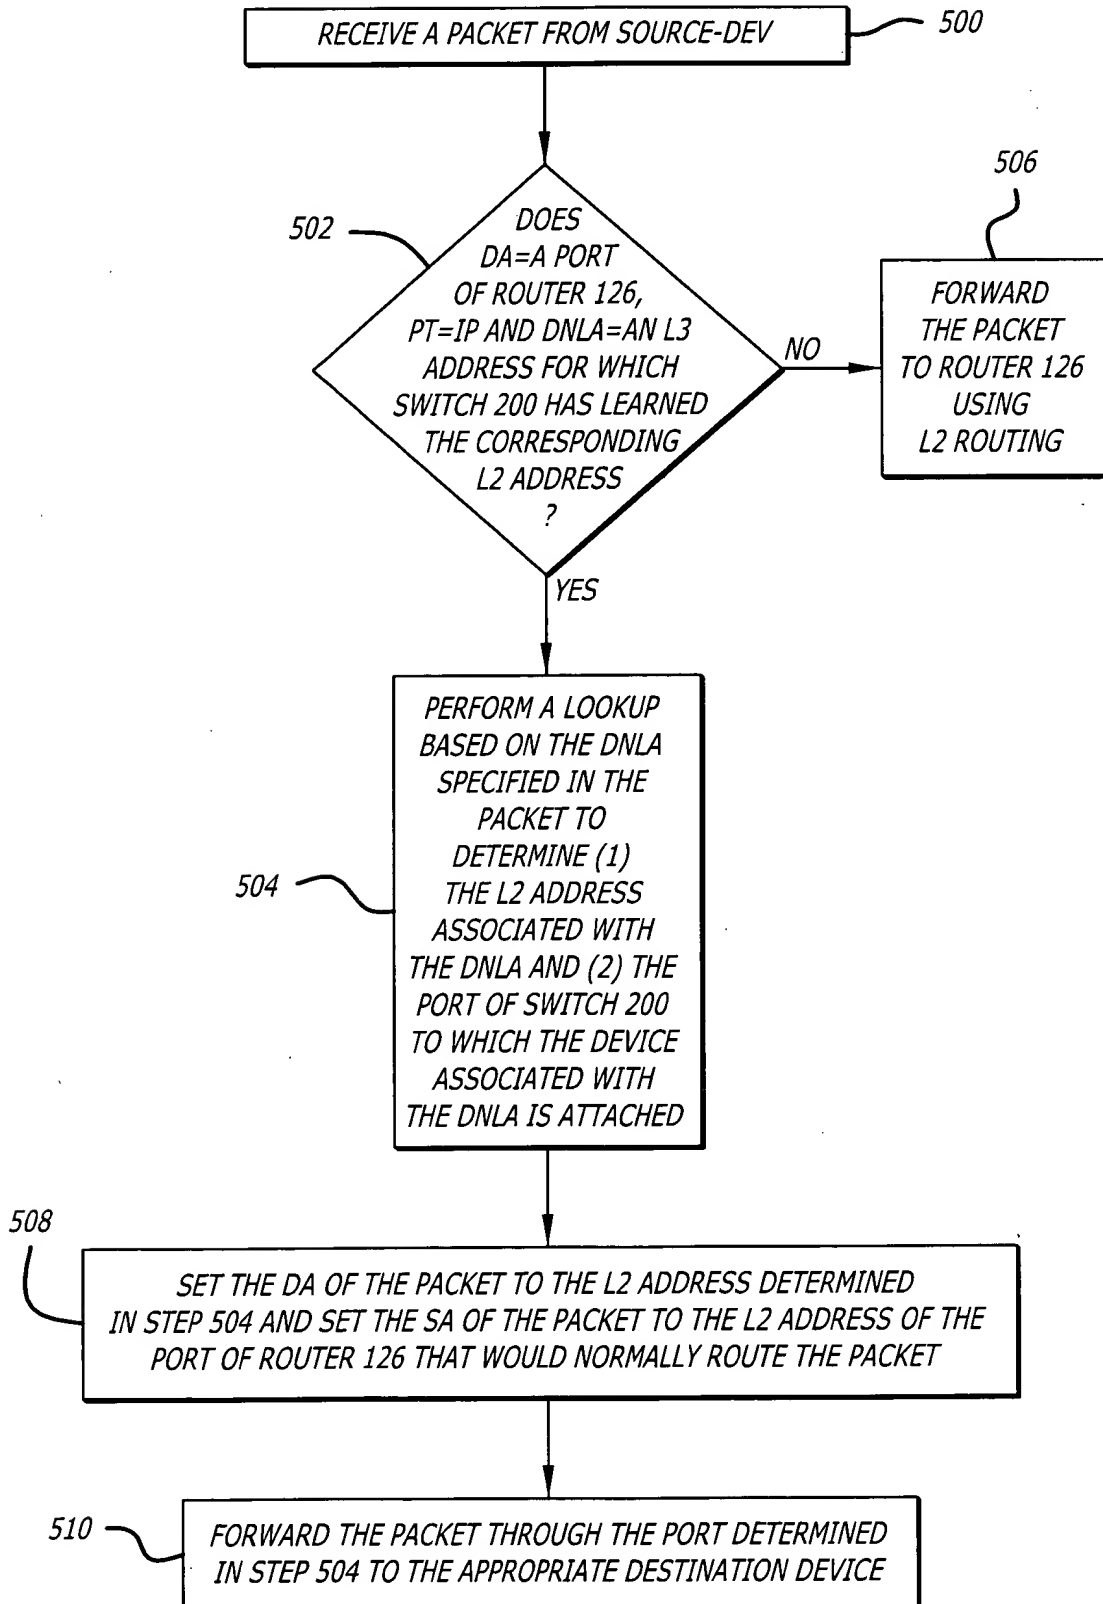 RECEIVE A PACKET FROM SOURCE-DEV
500
502
DOES
DA=A PORT
OF ROUTER 126,
PT=IP AND DNLA=AN L3
ADDRESS FOR WHICH
SWITCH 200 HAS LEARNED
THE CORRESPONDING
L2 ADDRESS
?
NO
506
FORWARD
THE PACKET
TO ROUTER 126
USING
L2 ROUTING
YES
504
PERFORM A LOOKUP
BASED ON THE DNLA
SPECIFIED IN THE
PACKET TO
DETERMINE (1)
THE L2 ADDRESS
ASSOCIATED WITH
THE DNLA AND (2) THE
PORT OF SWITCH 200
TO WHICH THE DEVICE
ASSOCIATED WITH
THE DNLA IS ATTACHED
508
SET THE DA OF THE PACKET TO THE L2 ADDRESS DETERMINED
IN STEP 504 AND SET THE SA OF THE PACKET TO THE L2 ADDRESS OF THE
PORT OF ROUTER 126 THAT WOULD NORMALLY ROUTE THE PACKET
510
FORWARD THE PACKET THROUGH THE PORT DETERMINED
IN STEP 504 TO THE APPROPRIATE DESTINATION DEVICE